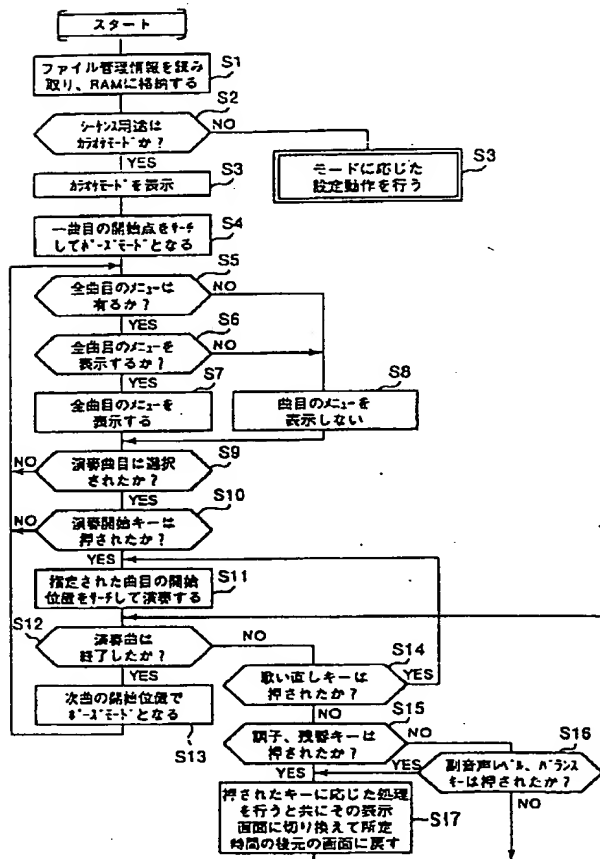 スタート
S1
ファイル管理情報を読み
取り、RAMに格納する
S2
シーケンス用途は
カラオケモードか?
NO
YES
S3
カラオケモードを表示
S3
モードに応じた
設定動作を行う
S4
一曲目の開始点をサーチ
してポーズモードとなる
S5
全曲目のメニューは
有るか?
NO
YES
S6
全曲目のメニューを
表示するか?
NO
YES
S7
全曲目のメニューを
表示する
S8
曲目のメニューを
表示しない
S9
演奏曲目は選択
されたか?
NO
YES
S10
演奏開始キーは
押されたか?
NO
YES
S11
指定された曲目の開始
位置をサーチして演奏する
S12
演奏曲は
終了したか?
NO
YES
S13
次曲の開始位置で
ポーズモードとなる
S14
歌い直しキーは
押されたか?
YES
NO
S15
調子、残響キーは
押されたか?
NO
YES
S16
副音声レベル、バランス
キーは押されたか?
YES
NO
S17
押されたキーに応じた処理
を行うと共にその表示
画面に切り換えて所定
時間の後元の画面に戻す